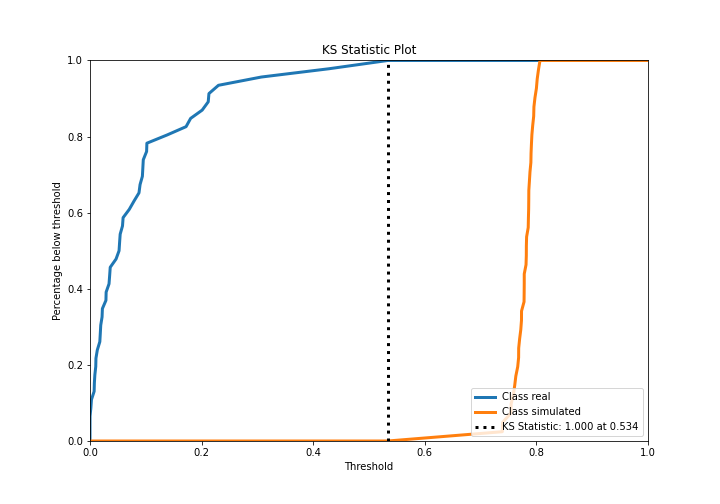 KS Statistic Plot
1.0
0.8
0.6
0.4
0.2
0.0
Percentage below threshold
Class real
Class simulated
KS Statistic: 1.000 at 0.534
0.0 0.2 0.4 0.6 0.8 1.0
Threshold